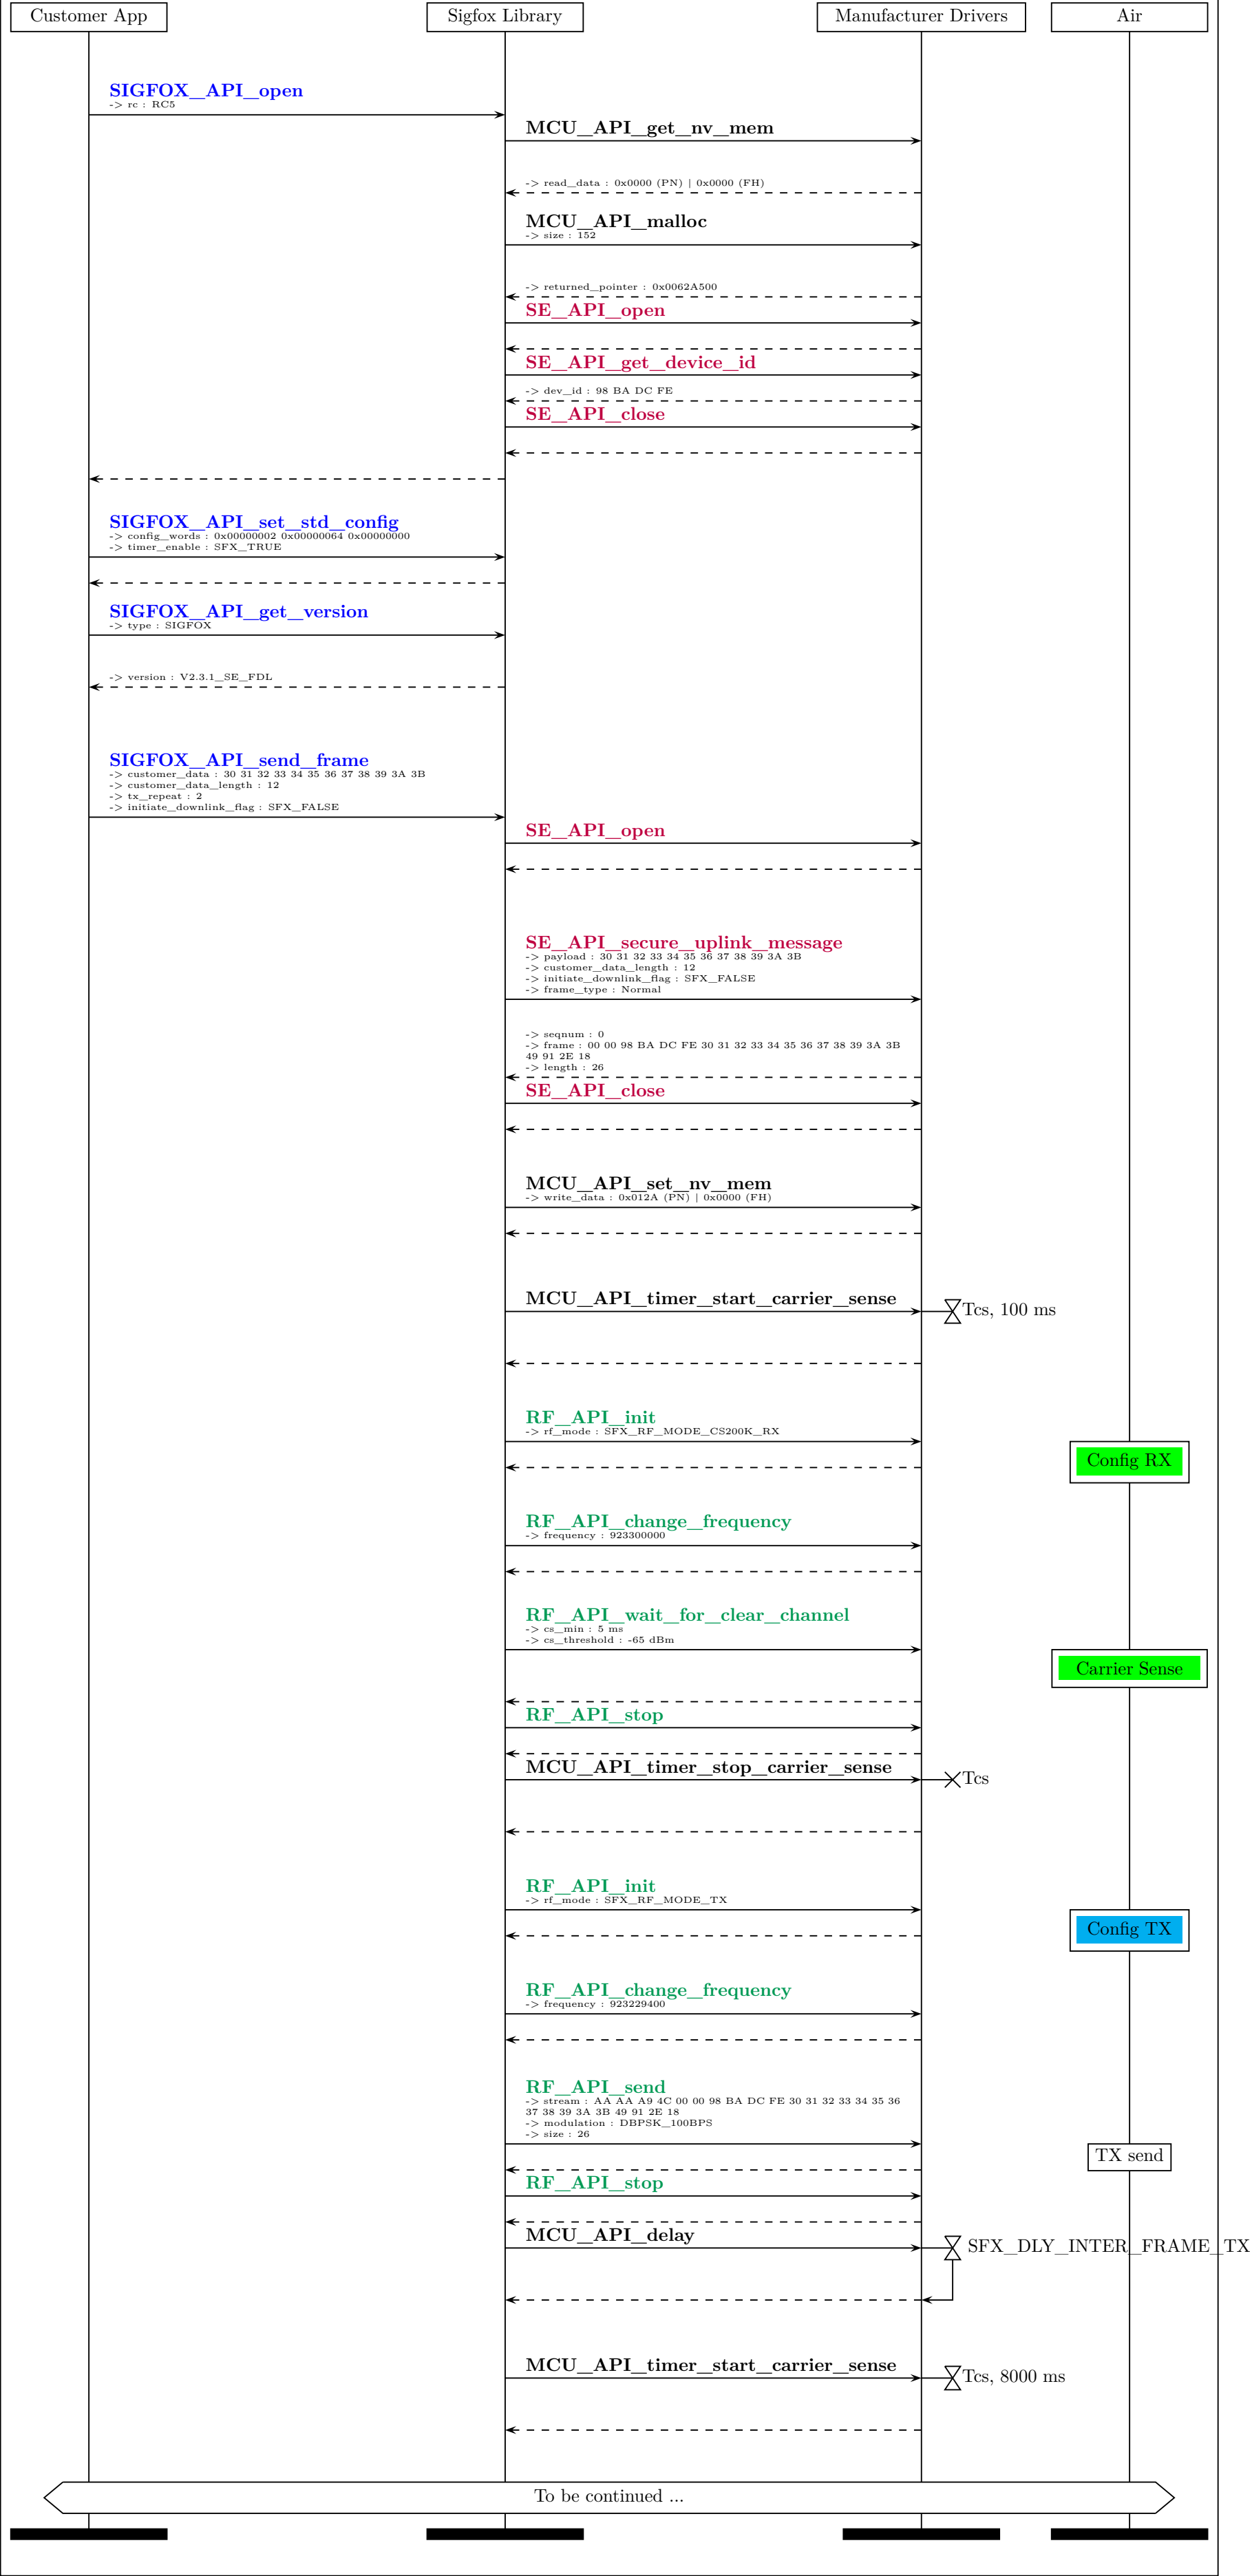 Customer App
Sigfox Library
Manufacturer Drivers
Air
SIGFOX_API_open
-> rc : RC5
MCU_API_get_nv_mem
-> read_data : 0x0000 (PN) | 0x0000 (FH)
MCU_API_malloc
-> size : 152
-> returned_pointer : 0x0062A500
SE_API_open
SE_API_get_device_id
-> dev_id : 98 BA DC FE
SE_API_close
SIGFOX_API_set_std_config
-> config_words : 0x00000002 0x00000064 0x00000000
-> timer_enable : SFX_TRUE
SIGFOX_API_get_version
-> type : SIGFOX
-> version : V2.3.1_SE_FDL
SIGFOX_API_send_frame
-> customer_data : 30 31 32 33 34 35 36 37 38 39 3A 3B
-> customer_data_length : 12
-> tx_repeat : 2
-> initiate_downlink_flag : SFX_FALSE
SE_API_open
SE_API_secure_uplink_message
-> payload : 30 31 32 33 34 35 36 37 38 39 3A 3B
-> customer_data_length : 12
-> initiate_downlink_flag : SFX_FALSE
-> frame_type : Normal
-> seqnum : 0
-> frame : 00 00 98 BA DC FE 30 31 32 33 34 35 36 37 38 39 3A 3B
49 91 2E 18
-> length : 26
SE_API_close
MCU_API_set_nv_mem
-> write_data : 0x012A (PN) | 0x0000 (FH)
MCU_API_timer_start_carrier_sense
Tcs, 100 ms
RF_API_init
-> rf_mode : SFX_RF_MODE_CS200K_RX
Config RX
RF_API_change_frequency
-> frequency : 923300000
RF_API_wait_for_clear_channel
-> cs_min : 5 ms
-> cs_threshold : -65 dBm
Carrier Sense
RF_API_stop
MCU_API_timer_stop_carrier_sense
Tcs
RF_API_init
-> rf_mode : SFX_RF_MODE_TX
Config TX
RF_API_change_frequency
-> frequency : 923229400
RF_API_send
-> stream : AA AA A9 4C 00 00 98 BA DC FE 30 31 32 33 34 35 36
37 38 39 3A 3B 49 91 2E 18
-> modulation : DBPSK_100BPS
-> size : 26
TX send
RF_API_stop
MCU_API_delay
SFX_DLY_INTER_FRAME_TX
MCU_API_timer_start_carrier_sense
Tcs, 8000 ms
To be continued ...